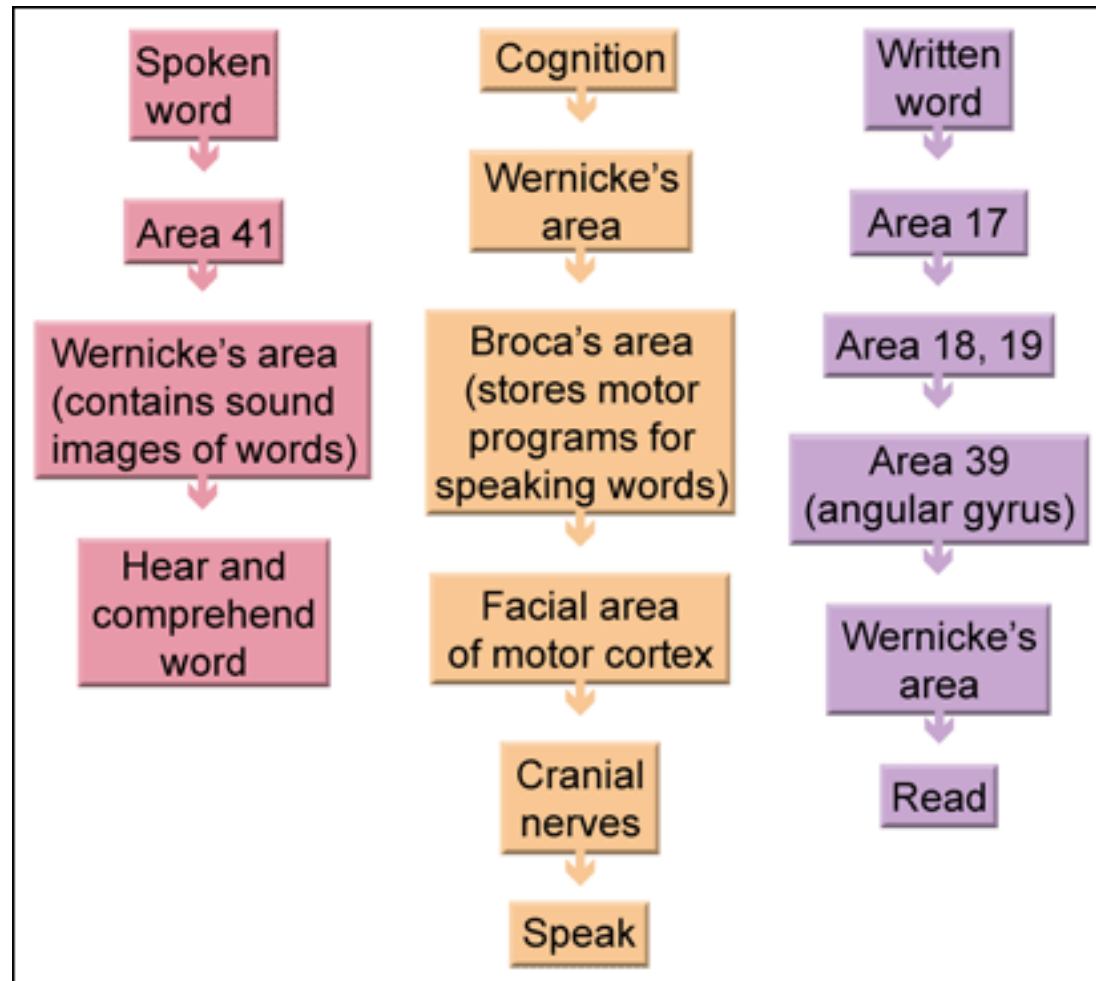 Spoken
word
Area 41
Wernicke's area
(contains sound
images of words)
Hear and
comprehend
word
Cognition
Wernicke's
area
Broca's area
(stores motor
programs for
speaking words)
Facial area
of motor cortex
Cranial
nerves
Speak
Written
word
Area 17
Area 18, 19
Area 39
(angular gyrus)
Wernicke's
area
Read